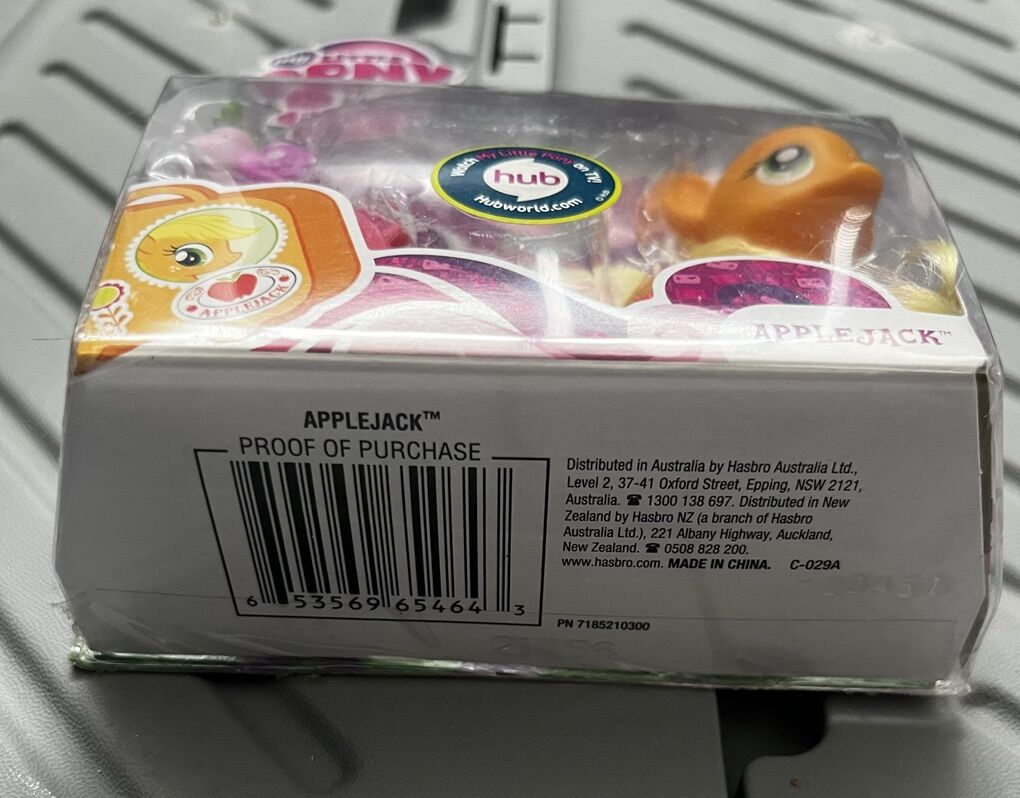 MY LITTLE
PONY
Watch My Little Pony on TV!
hub
Hubworld.com
APPLEJACK
APPLEJACK™
APPLEJACK™
PROOF OF PURCHASE
6 53569 65464 3
Distributed in Australia by Hasbro Australia Ltd.,
Level 2, 37-41 Oxford Street, Epping, NSW 2121,
Australia. ☎ 1300 138 697. Distributed in New
Zealand by Hasbro NZ (a branch of Hasbro
Australia Ltd.), 221 Albany Highway, Auckland,
New Zealand. ☎ 0508 828 200.
www.hasbro.com. MADE IN CHINA. C-029A
PN 7185210300